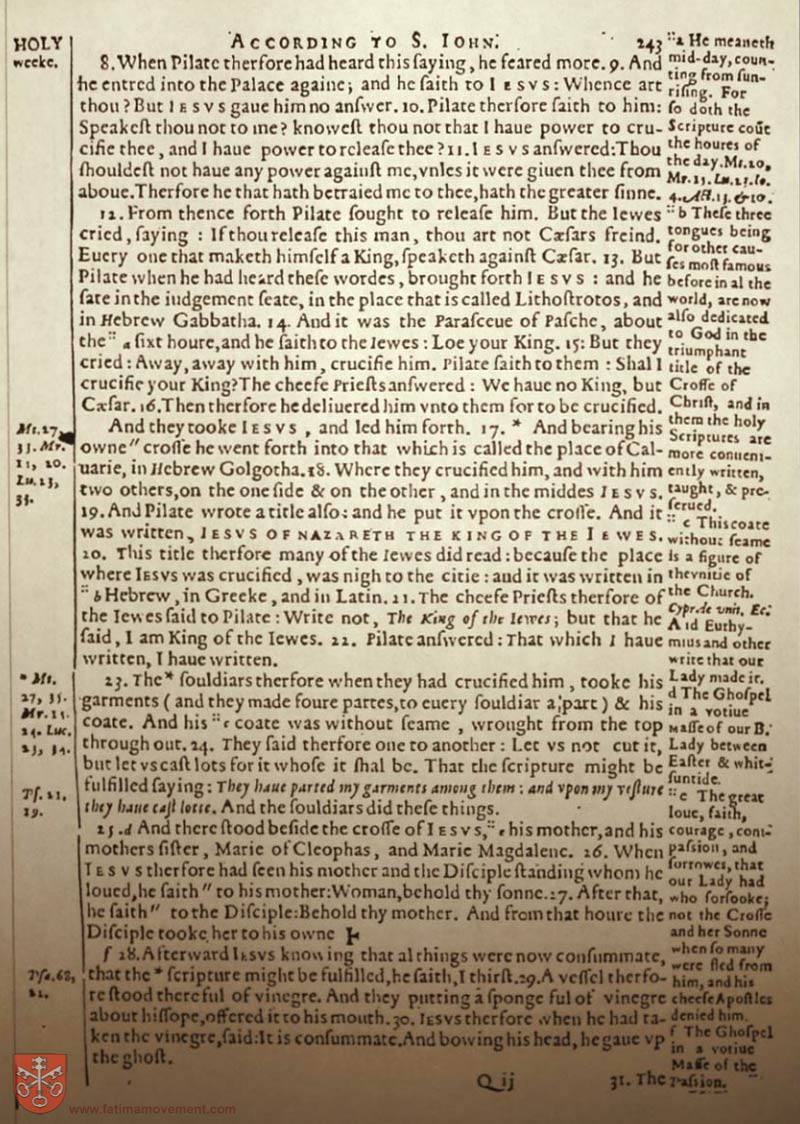 HOLY
weeke.
ACCORDING TO S. IOHN.
243
8. When Pilate therfore had heard this saying, he feared more. 9. And
he entred into the Palace againe; and he saith to IESVS: Whence art
thou? But IESVS gaue him no answer. 10. Pilate therfore saith to him:
Speakest thou not to me? knowest thou not that I haue power to cru-
cifie thee, and I haue power to release thee? 11. IESVS answered: Thou
shouldest not haue any power against me, vnles it were giuen thee from
aboue. Therfore he that hath betraied me to thee, hath the greater sinne.
12. From thence forth Pilate sought to release him. But the Iewes
cried, saying: If thou release this man, thou art not Cæsars freind.
Euery one that maketh himself a King, speaketh against Cæsar. 13. But
Pilate when he had heard these wordes, brought forth IESVS: and he
sate in the iudgement seate, in the place that is called Lithostrotos, and
in Hebrew Gabbatha. 14. And it was the Parasceue of Pasche, about
the :: a sixt houre, and he saith to the Iewes: Loe your King. 15: But they
cried: Away, away with him, crucifie him. Pilate saith to them: Shal I
crucifie your King? The cheefe Priests answered: We haue no King, but
Cæsar. 16. Then therfore he deliuered him vnto them for to be crucified.
And they tooke IESVS, and led him forth. 17. * And bearing his
owne " crosse he went forth into that which is called the place of Cal-
uarie, in Hebrew Golgotha. 18. Where they crucified him, and with him
two others, on the one side & on the other, and in the middes IESVS.
19. And Pilate wrote a title also: and he put it vpon the crosse. And it
was written, IESVS OF NAZARETH THE KING OF THE IEWES.
20. This title therfore many of the Iewes did read: because the place
where IESVS was crucified, was nigh to the citie: and it was written in
:: b Hebrew, in Greeke, and in Latin. 21. The cheefe Priests therfore of
the Iewes said to Pilate: Write not, The King of the Iewes; but that he
said, I am King of the Iewes. 22. Pilate answered: That which I haue
written, I haue written.
23. The * souldiars therfore when they had crucified him, tooke his
garments (and they made foure partes, to euery souldiar a part) & his
coate. And his :: c coate was without seame, wrought from the top
through out. 24. They said therfore one to another: Let vs not cut it,
but let vs cast lots for it whose it shal be. That the scripture might be
fulfilled saying: They haue parted my garments among them: and vpon my vesture
they haue cast lotte. And the souldiars did these things.
25. d And there stood beside the crosse of IESVS, :: e his mother, and his
mothers sister, Marie of Cleophas, and Marie Magdalene. 26. When
IESVS therfore had seen his mother and the Disciple standing whom he
loued, he saith " to his mother: Woman, behold thy sonne. 27. After that,
he saith " to the Disciple: Behold thy mother. And from that houre the
Disciple tooke her to his owne
f 28. Afterward IESVS knowing that al things were now consummate,
that the * scripture might be fulfilled, he saith, I thirst. 29. A vessel therfo-
re stood there ful of vinegre. And they putting a sponge ful of vinegre
about hissope, offered it to his mouth. 30. IESVS therfore when he had ta-
ken the vinegre, said: It is consummate. And bowing his head, he gaue vp
the ghost.
Q ij
31. The
Mt. 27,
33. Mr.
15, 20.
Lu. 23,
33.
* Mt.
27, 35.
Mr. 15
24. Luc.
23, 34.
Ps. 21,
19.
Psa. 68,
22.
:: a He meaneth
mid-day, coun-
ting from sun-
rising. For
so doth the
Scripture coūt
the houres of
the day. Mt. 20,
Mr. 15. Lu. 23. Io.
4. Act. 15. & 10.
:: b These three
tongues being
for other cau-
ses most famous
before in al the
world, are now
also dedicated
to God in the
triumphant
title of the
Crosse of
Christ, and in
them the holy
Scriptures are
more conueni-
ently written,
taught, & pre-
serued.
:: c This coate
without seame
is a figure of
the vnitie of
the Church.
Cypr. de vnit. Ec.
And Euthy-
mius and other
write that our
Lady made it.
d The Ghospel
in a votiue
Masse of our B.
Lady between
Easter & whit-
suntide.
:: e The great
loue, faith,
courage, com-
passion, and
sorrowes, that
our Lady had
who forsooke;
not the Crosse
and her Sonne
when so many
were fled from
him, and his
cheefe Apostles
denied him.
f The Ghospel
in a votiue
Masse of the
Passion.
www.fatimamovement.com